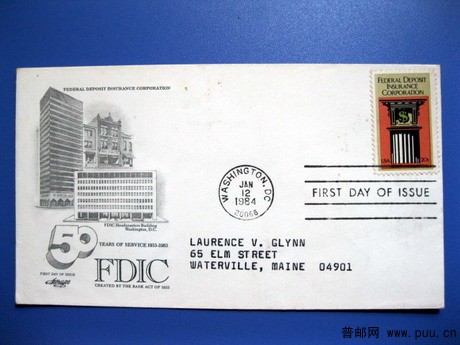 FEDERAL DEPOSIT INSURANCE CORPORATION
FEDERAL DEPOSIT
INSURANCE
CORPORATION
$
USA 20c
WASHINGTON, DC
JAN
12
1984
20066
FIRST DAY OF ISSUE
FDIC Headquarters Building
Washington, D.C.
50 YEARS OF SERVICE 1933-1983
FDIC
CREATED BY THE BANK ACT OF 1933
FIRST DAY OF ISSUE
Artmaster
LAURENCE V. GLYNN
65 ELM STREET
WATERVILLE, MAINE 04901
普邮网 www.puu.cn